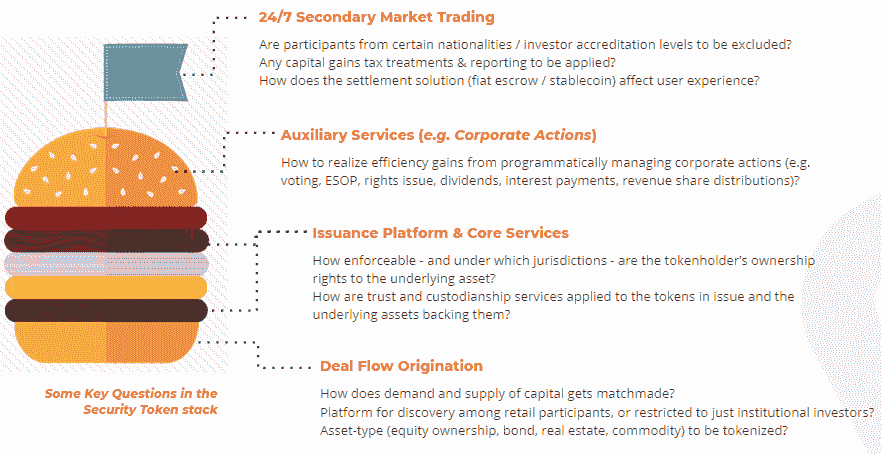 24/7 Secondary Market Trading
Are participants from certain nationalities / investor accreditation levels to be excluded?
Any capital gains tax treatments & reporting to be applied?
How does the settlement solution (fiat escrow / stablecoin) affect user experience?
Auxiliary Services (e.g. Corporate Actions)
How to realize efficiency gains from programmatically managing corporate actions (e.g.
voting, ESOP, rights issue, dividends, interest payments, revenue share distributions)?
Issuance Platform & Core Services
How enforceable - and under which jurisdictions - are the tokenholder's ownership
rights to the underlying asset?
How are trust and custodianship services applied to the tokens in issue and the
underlying assets backing them?
Deal Flow Origination
How does demand and supply of capital gets matchmade?
Platform for discovery among retail participants, or restricted to just institutional investors?
Asset-type (equity ownership, bond, real estate, commodity) to be tokenized?
Some Key Questions in the
Security Token stack